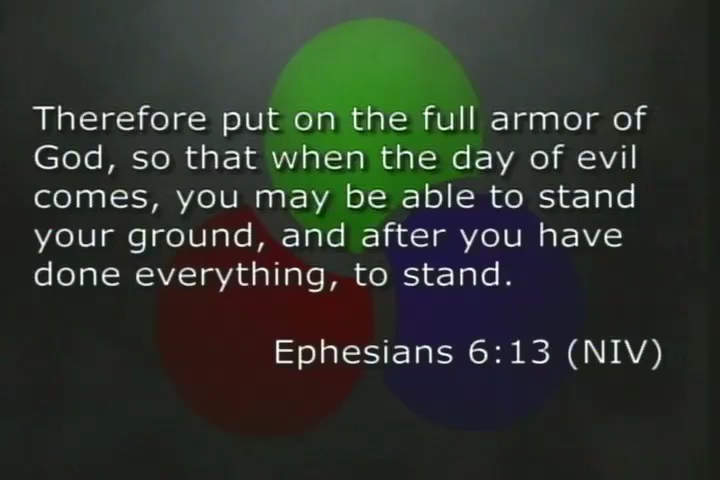 Therefore put on the full armor of
God, so that when the day of evil
comes, you may be able to stand
your ground, and after you have
done everything, to stand.
Ephesians 6:13 (NIV)